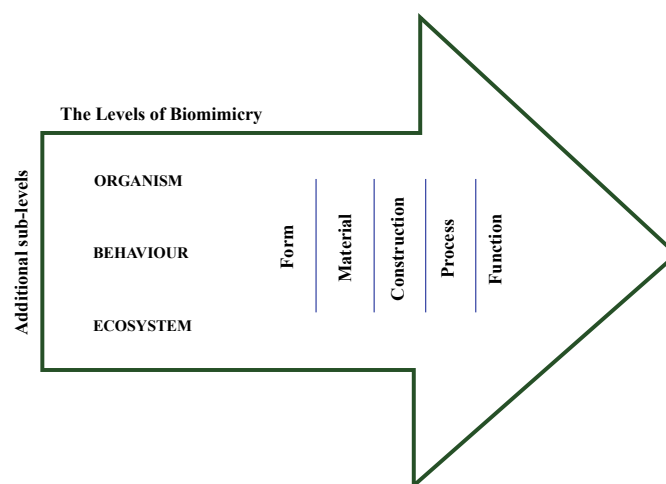 The Levels of Biomimicry
Additional sub-levels
ORGANISM
BEHAVIOUR
ECOSYSTEM
Form
Material
Construction
Process
Function